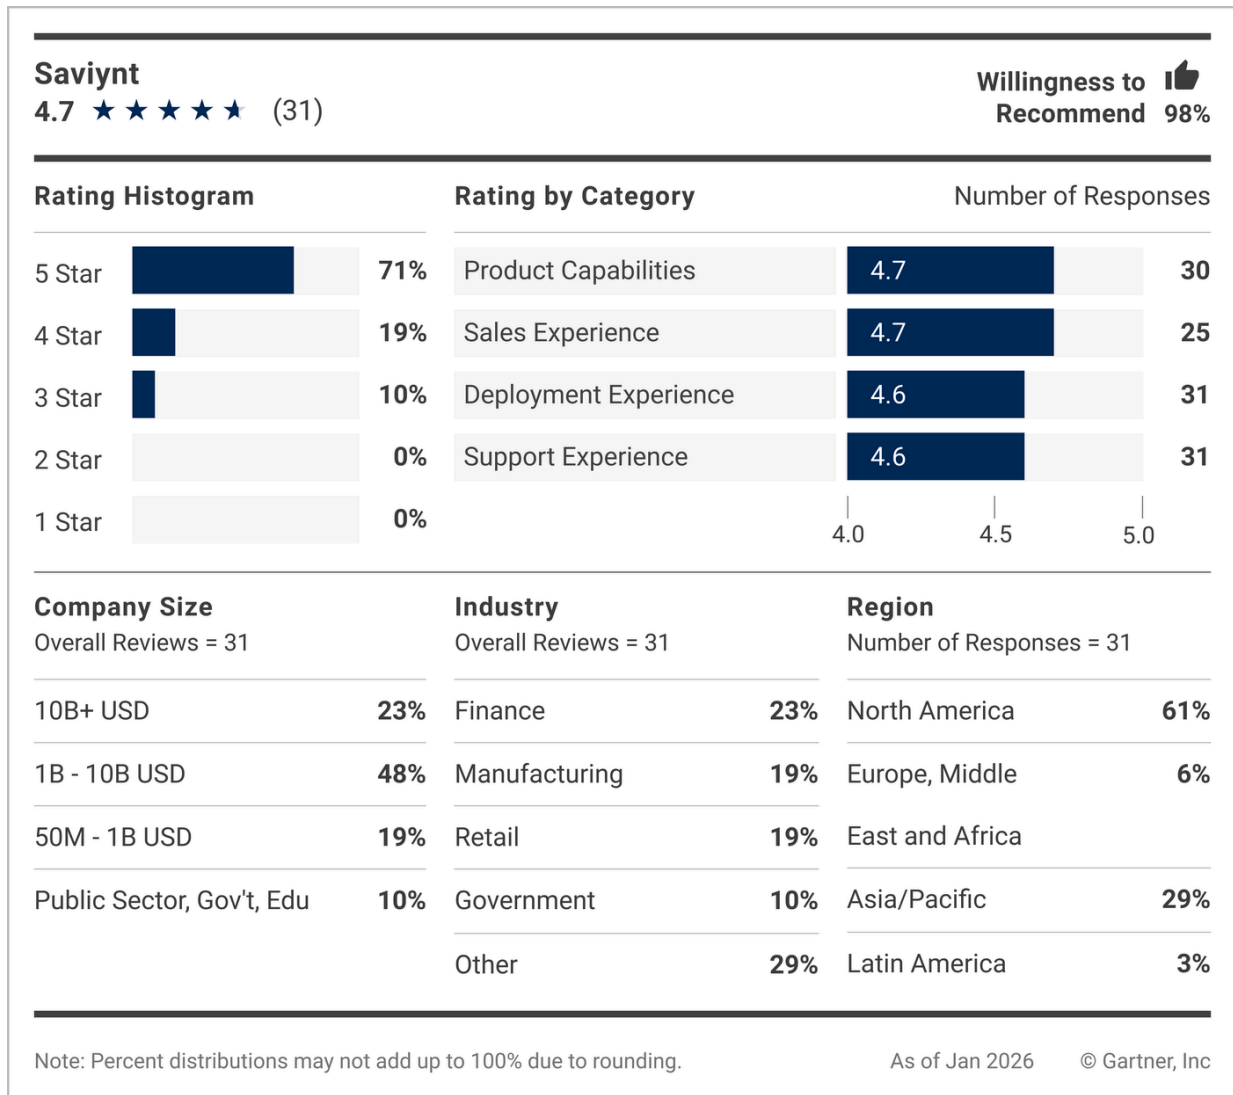 Saviynt
4.7 ★ ★ ★ ★ ★ (31)
Willingness to
Recommend 98%
Rating Histogram
5 Star 71%
4 Star 19%
3 Star 10%
2 Star 0%
1 Star 0%
Rating by Category Number of Responses
Product Capabilities 4.7 30
Sales Experience 4.7 25
Deployment Experience 4.6 31
Support Experience 4.6 31
4.0 4.5 5.0
Company Size
Overall Reviews = 31
10B+ USD 23%
1B - 10B USD 48%
50M - 1B USD 19%
Public Sector, Gov't, Edu 10%
Industry
Overall Reviews = 31
Finance 23%
Manufacturing 19%
Retail 19%
Government 10%
Other 29%
Region
Number of Responses = 31
North America 61%
Europe, Middle 6%
East and Africa
Asia/Pacific 29%
Latin America 3%
Note: Percent distributions may not add up to 100% due to rounding. As of Jan 2026 © Gartner, Inc